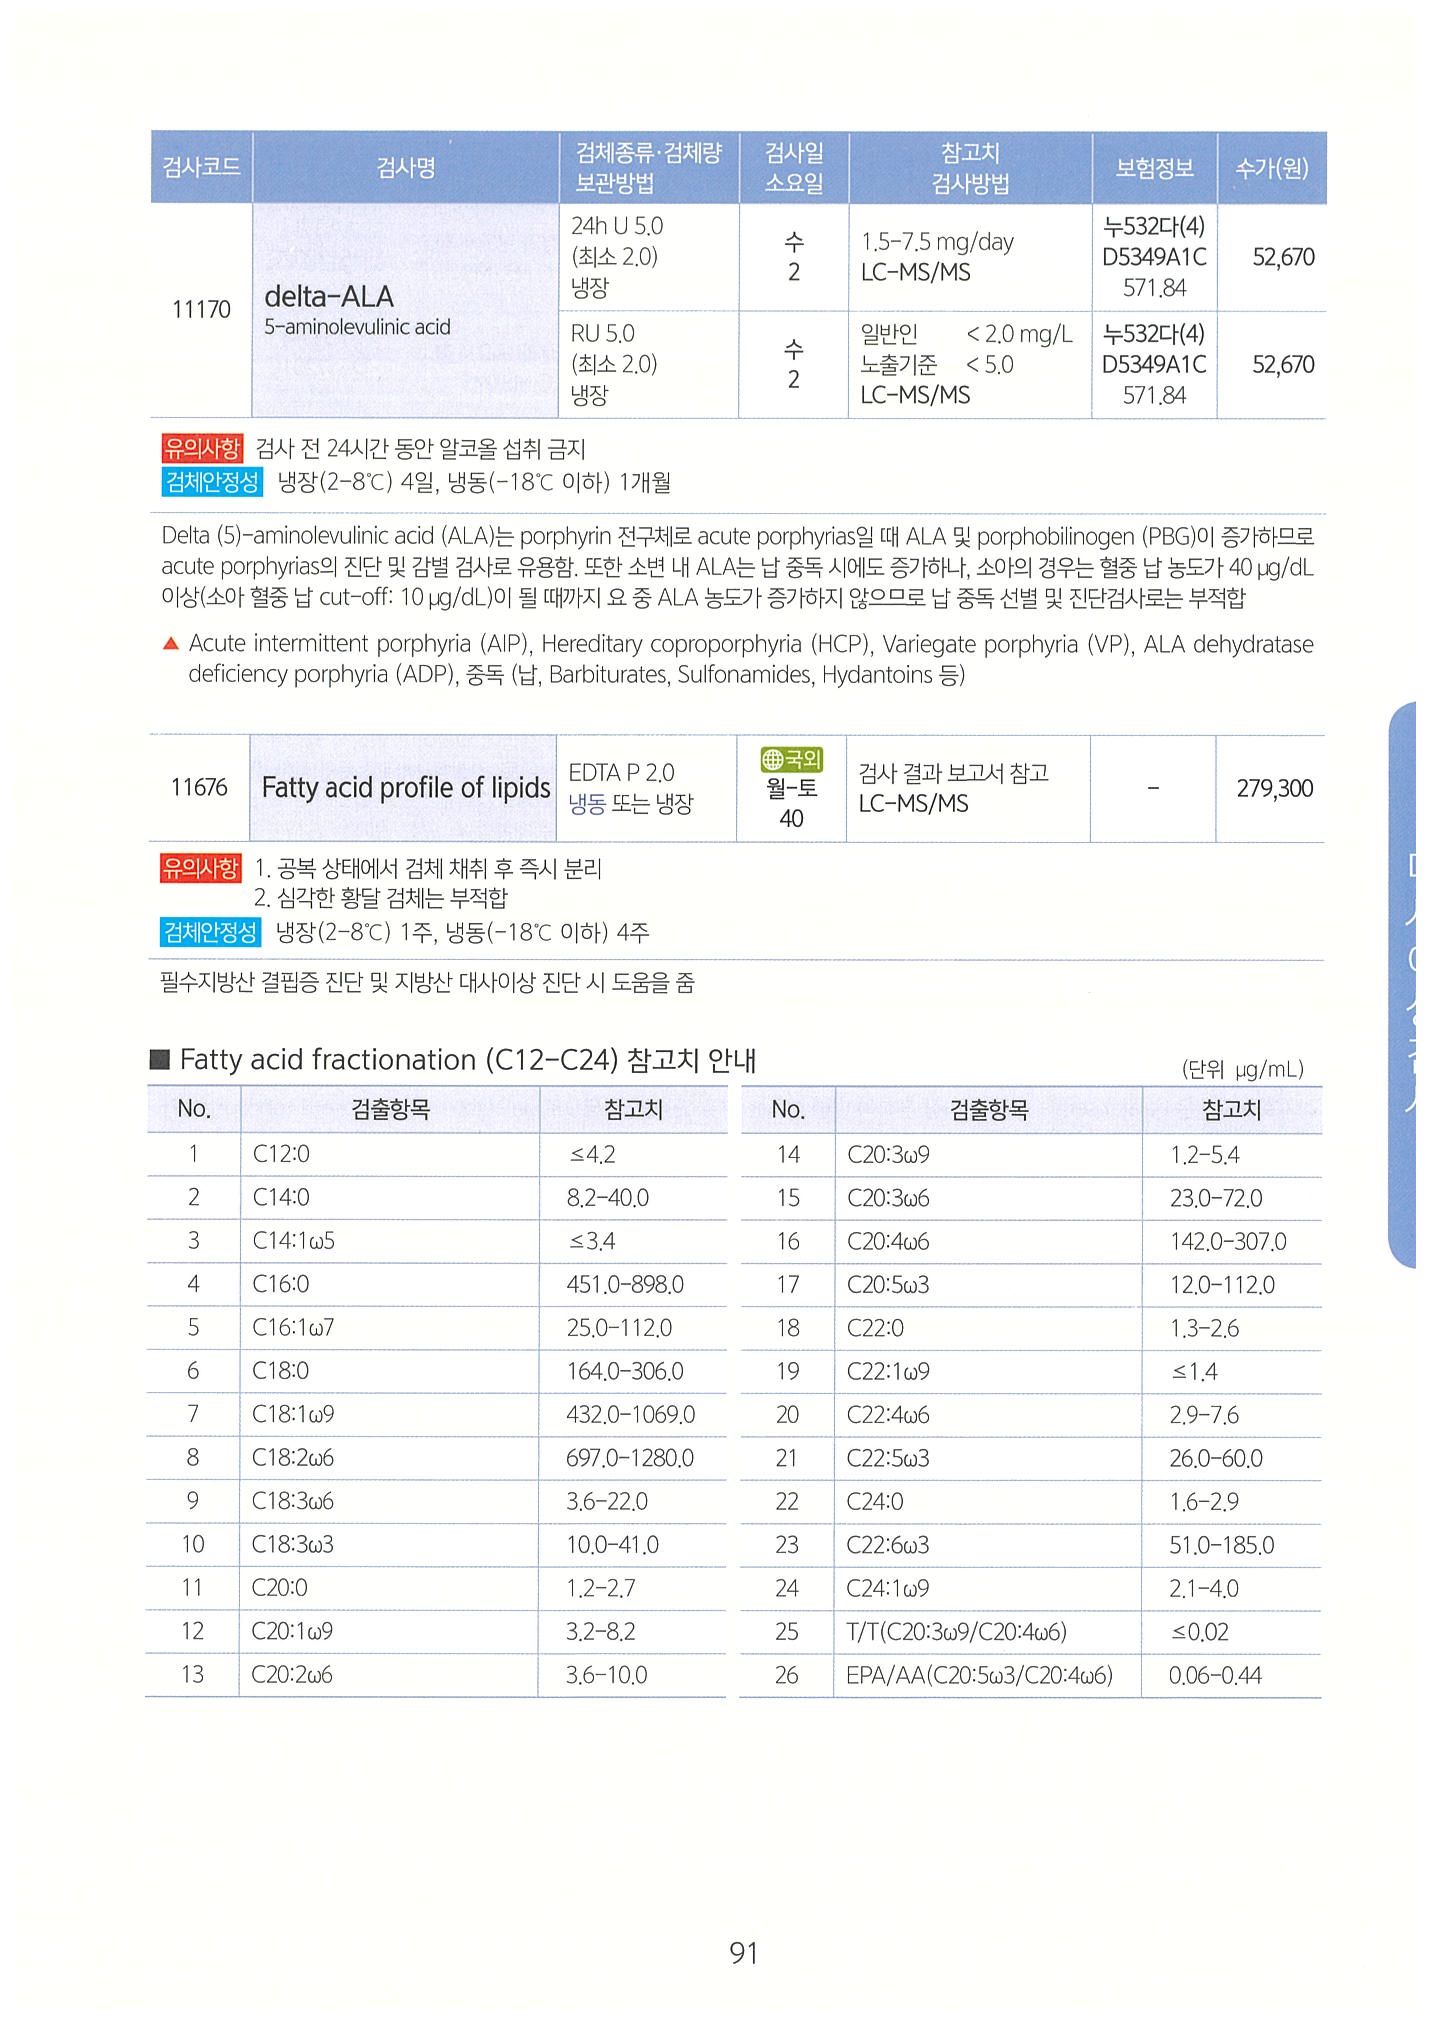 검사코드 검사명 검체종류·검체량 보관방법 검사일 소요일 참고치 검사방법 보험정보 수가(원)
11170
delta-ALA
5-aminolevulinic acid
24h U 5.0
(최소 2.0)
냉장
수
2
1.5-7.5 mg/day
LC-MS/MS
누532다(4)
D5349A1C
571.84
52,670
RU 5.0
(최소 2.0)
냉장
수
2
일반인 < 2.0 mg/L
노출기준 < 5.0
LC-MS/MS
누532다(4)
D5349A1C
571.84
52,670
유의사항 검사 전 24시간 동안 알코올 섭취 금지
검체안정성 냉장(2-8℃) 4일, 냉동(-18℃ 이하) 1개월
Delta (5)-aminolevulinic acid (ALA)는 porphyrin 전구체로 acute porphyrias일 때 ALA 및 porphobilinogen (PBG)이 증가하므로
acute porphyrias의 진단 및 감별 검사로 유용함. 또한 소변 내 ALA는 납 중독 시에도 증가하나, 소아의 경우는 혈중 납 농도가 40 μg/dL
이상(소아 혈중 납 cut-off: 10 μg/dL)이 될 때까지 요 중 ALA 농도가 증가하지 않으므로 납 중독 선별 및 진단검사로는 부적합
▲ Acute intermittent porphyria (AIP), Hereditary coproporphyria (HCP), Variegate porphyria (VP), ALA dehydratase
deficiency porphyria (ADP), 중독 (납, Barbiturates, Sulfonamides, Hydantoins 등)
11676
Fatty acid profile of lipids
EDTA P 2.0
냉동 또는 냉장
국외
월-토
40
검사 결과 보고서 참고
LC-MS/MS
-
279,300
유의사항 1. 공복 상태에서 검체 채취 후 즉시 분리
2. 심각한 황달 검체는 부적합
검체안정성 냉장(2-8℃) 1주, 냉동(-18℃ 이하) 4주
필수지방산 결핍증 진단 및 지방산 대사이상 진단 시 도움을 줌
■ Fatty acid fractionation (C12-C24) 참고치 안내
(단위 μg/mL)
No. 검출항목 참고치 No. 검출항목 참고치
1 C12:0 ≤4.2 14 C20:3ω9 1.2-5.4
2 C14:0 8.2-40.0 15 C20:3ω6 23.0-72.0
3 C14:1ω5 ≤3.4 16 C20:4ω6 142.0-307.0
4 C16:0 451.0-898.0 17 C20:5ω3 12.0-112.0
5 C16:1ω7 25.0-112.0 18 C22:0 1.3-2.6
6 C18:0 164.0-306.0 19 C22:1ω9 ≤1.4
7 C18:1ω9 432.0-1069.0 20 C22:4ω6 2.9-7.6
8 C18:2ω6 697.0-1280.0 21 C22:5ω3 26.0-60.0
9 C18:3ω6 3.6-22.0 22 C24:0 1.6-2.9
10 C18:3ω3 10.0-41.0 23 C22:6ω3 51.0-185.0
11 C20:0 1.2-2.7 24 C24:1ω9 2.1-4.0
12 C20:1ω9 3.2-8.2 25 T/T(C20:3ω9/C20:4ω6) ≤0.02
13 C20:2ω6 3.6-10.0 26 EPA/AA(C20:5ω3/C20:4ω6) 0.06-0.44
91